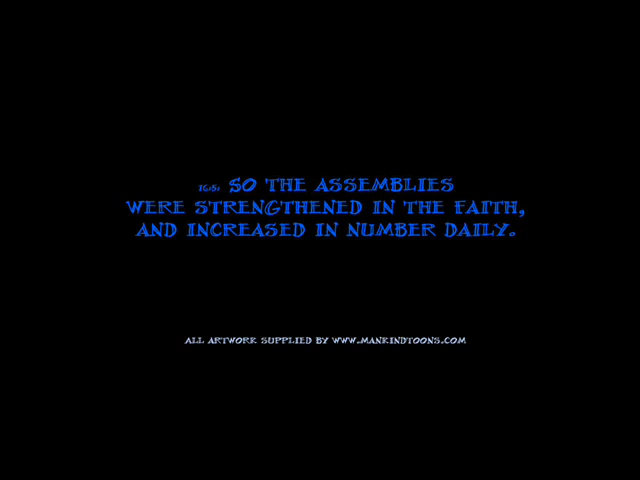 16:5: SO THE ASSEMBLIES
WERE STRENGTHENED IN THE FAITH,
AND INCREASED IN NUMBER DAILY.
ALL ARTWORK SUPPLIED BY WWW.MANKINDTOONS.COM